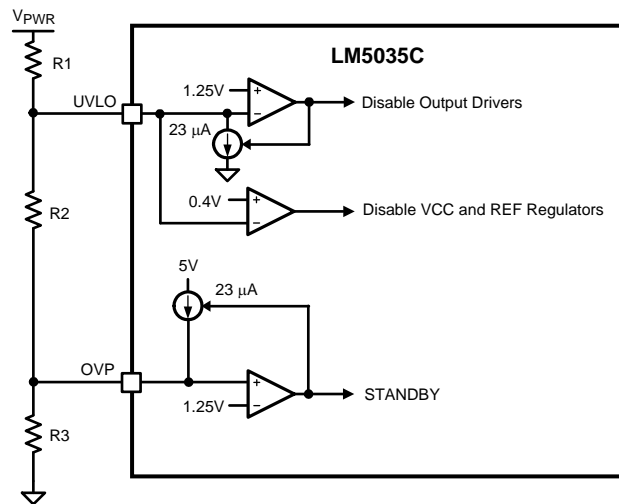 VPWR
R1
LM5035C
UVLO
1.25V
+
−
Disable Output Drivers
23 μA
R2
0.4V
+
−
Disable VCC and REF Regulators
5V
23 μA
OVP
+
1.25V
−
STANDBY
R3